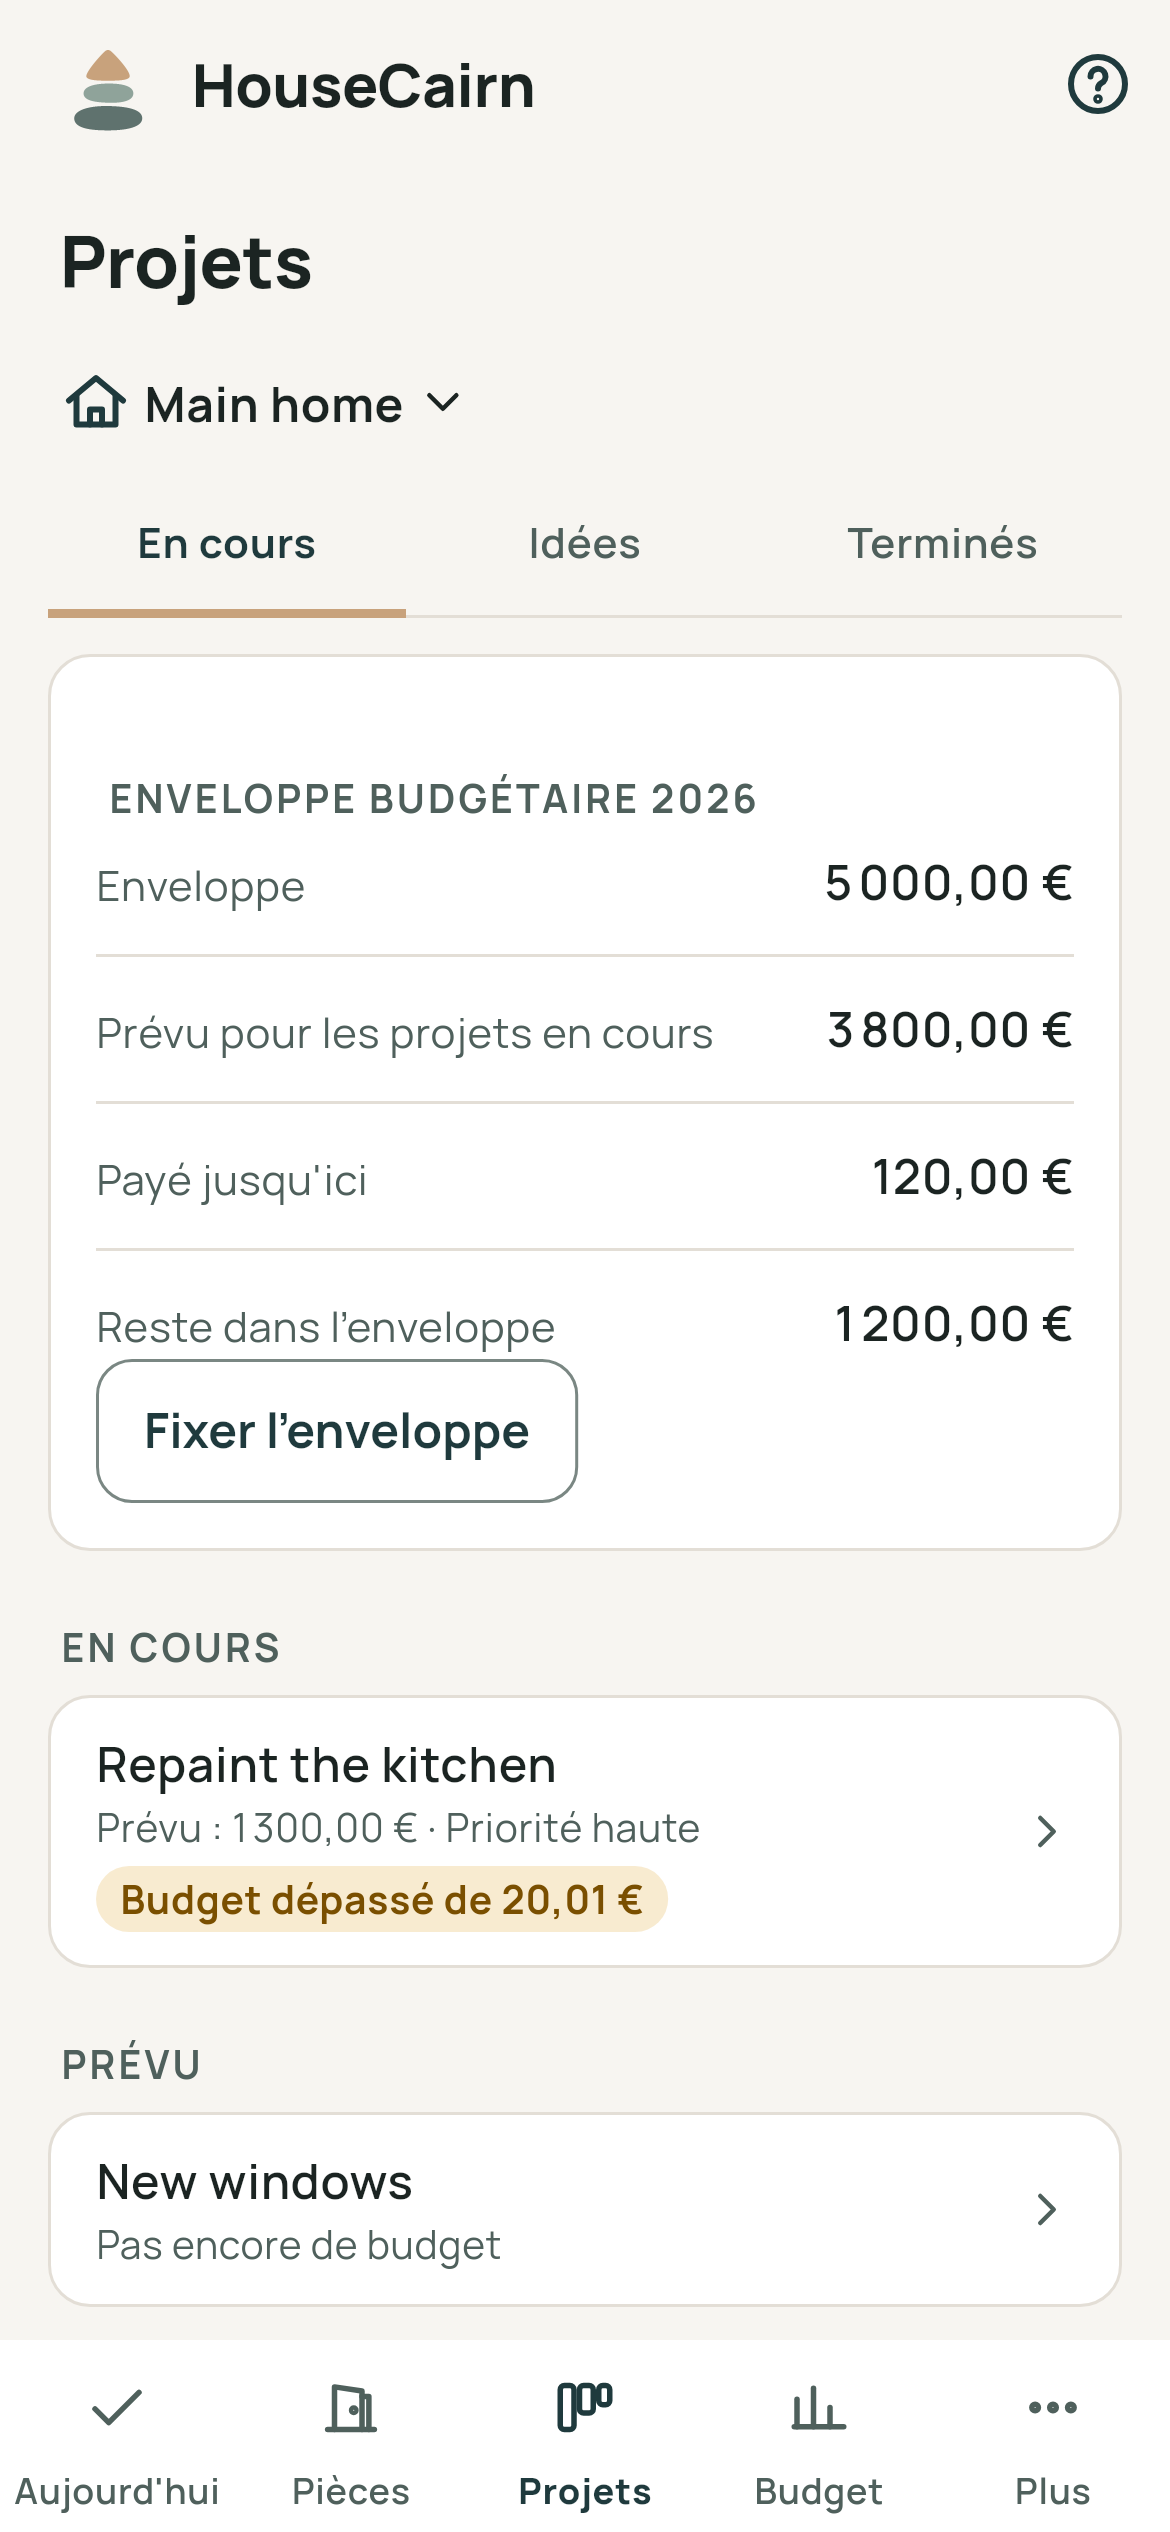 HouseCairn
Projets
Main home
En cours Idées Terminés
ENVELOPPE BUDGÉTAIRE 2026
Enveloppe 5 000,00 €
Prévu pour les projets en cours 3 800,00 €
Payé jusqu'ici 120,00 €
Reste dans l’enveloppe 1 200,00 €
Fixer l’enveloppe
EN COURS
Repaint the kitchen
Prévu : 1 300,00 € · Priorité haute
Budget dépassé de 20,01 €
PRÉVU
New windows
Pas encore de budget
Aujourd'hui Pièces Projets Budget Plus